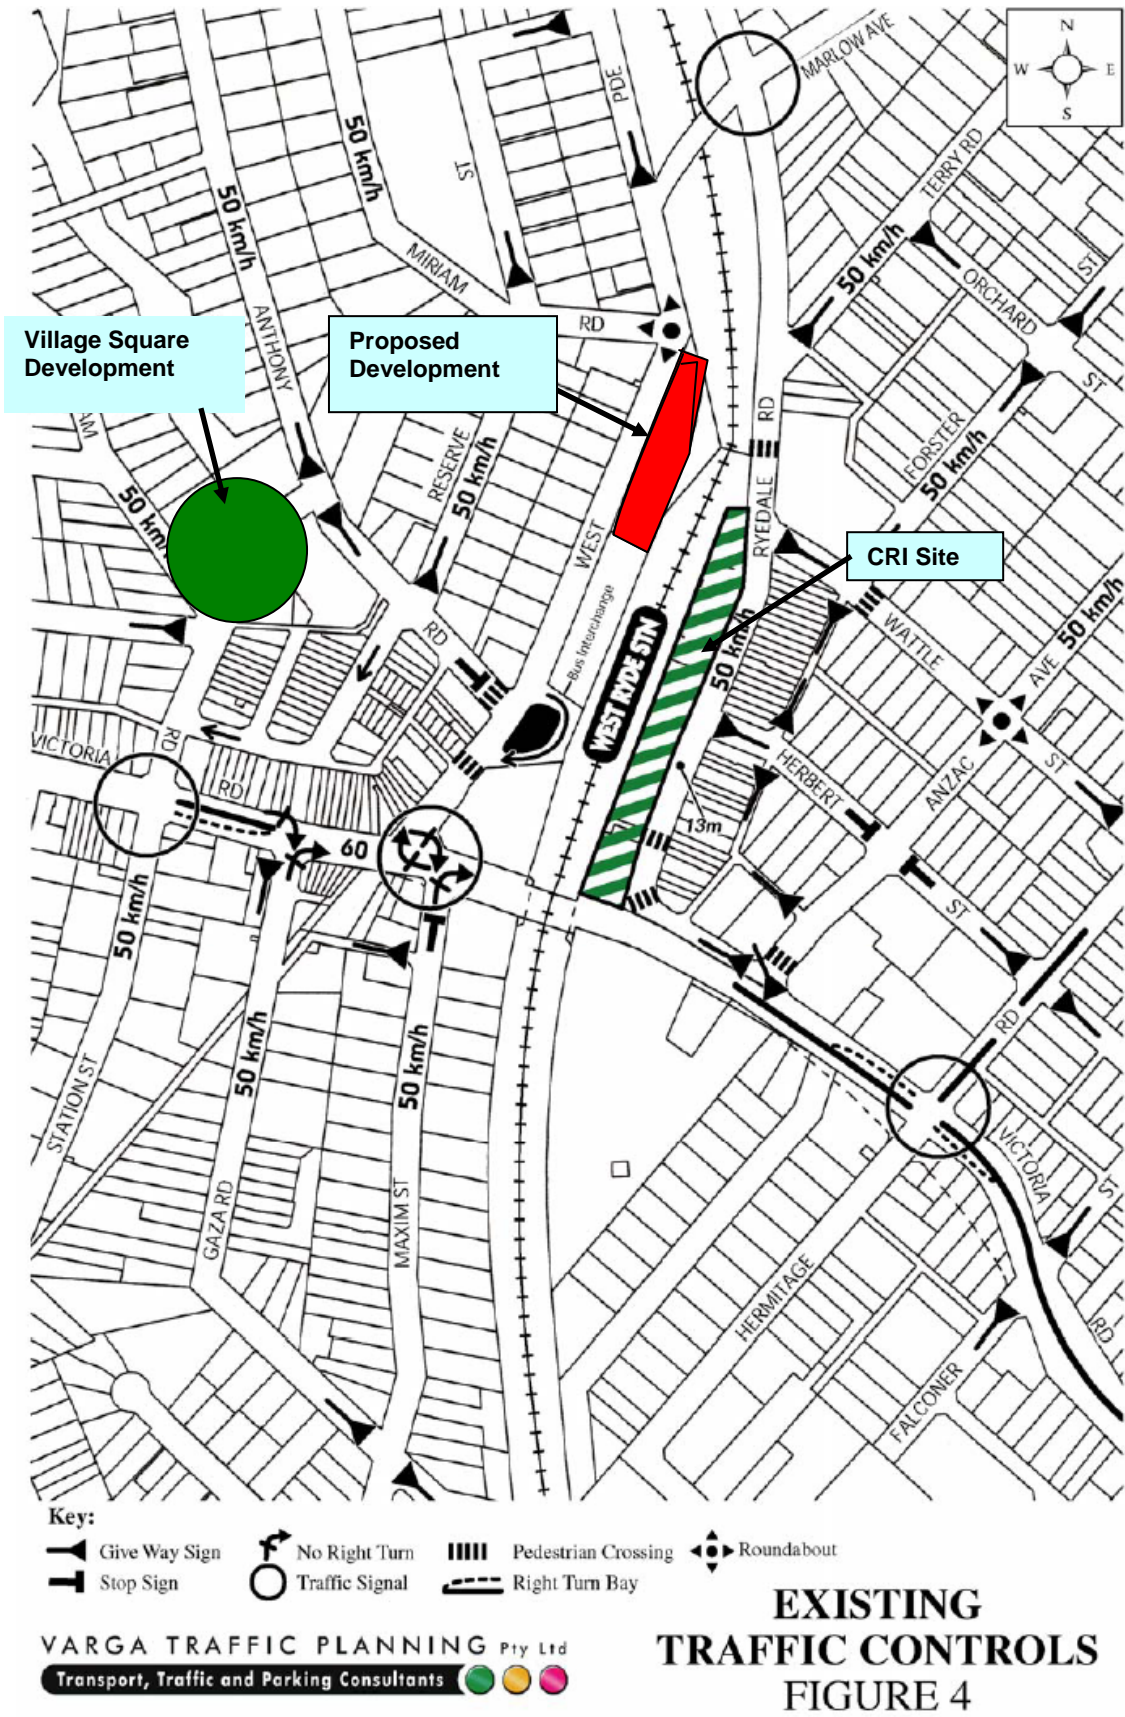 N
W E
S
MARLOW AVE
PDE
ST
50 km/h
50 km/h
TERRY RD
50 km/h
ST
ORCHARD
ST
MIRIAM
RD
ANTHONY
Village Square
Development
Proposed
Development
RD
FORSTER
50 km/h
AM
RESERVE
50 km/h
50 km/
WEST
RYEDALE
CRI Site
Bus Interchange
WEST RYDE STN
50 km/h
WATTLE
AVE 50 km/h
RD
VICTORIA
RD
RD
HERBERT
ANZAC
ST
13m
60
50 km/h
ST
RD
50 km/h
50 km/h
STATION ST
VICTORIA
ST
GAZA RD
MAXIM ST
HERMITAGE
RD
FALCONER
Key:
Give Way Sign No Right Turn Pedestrian Crossing Roundabout
Stop Sign Traffic Signal Right Turn Bay
EXISTING
TRAFFIC CONTROLS
FIGURE 4
VARGA TRAFFIC PLANNING Pty Ltd
Transport, Traffic and Parking Consultants